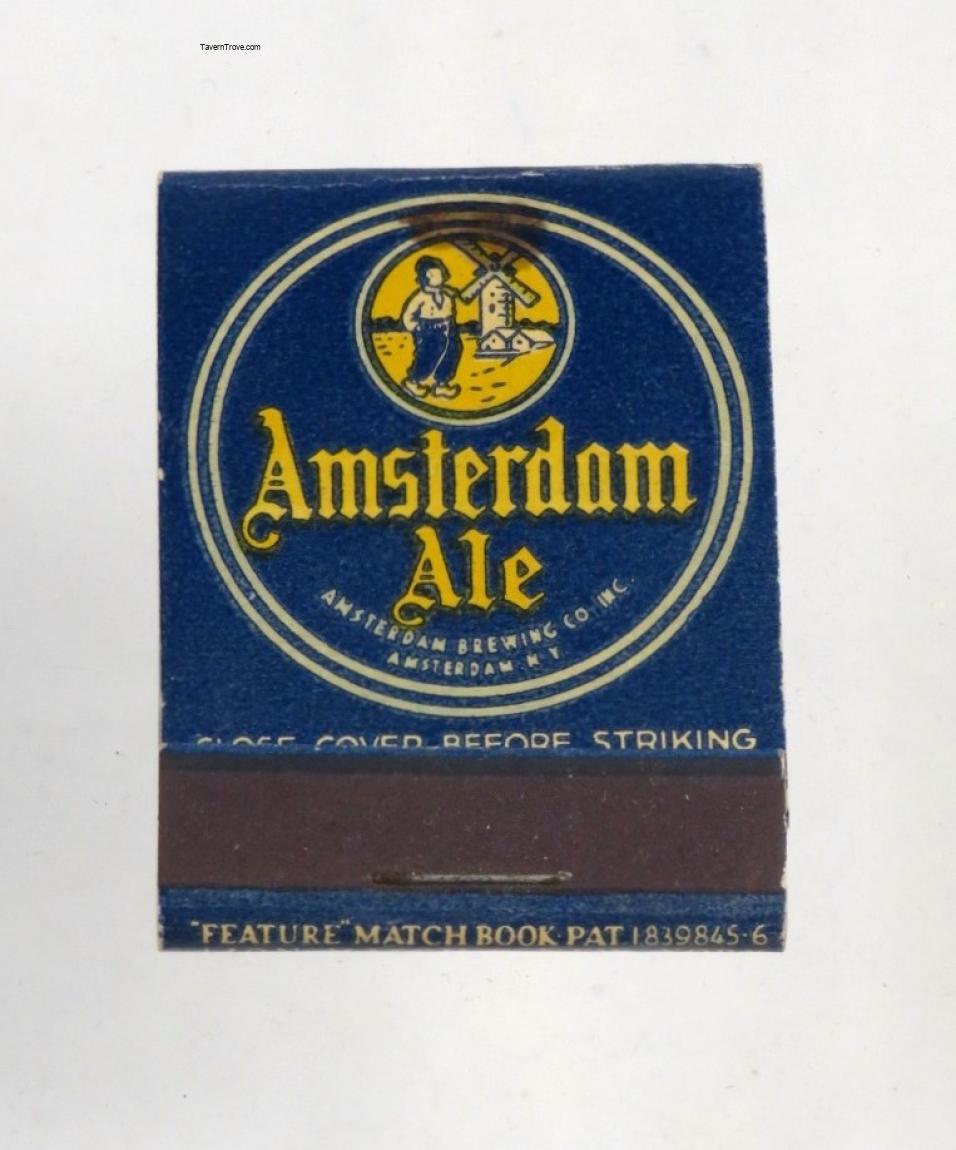 TavernTrove.com
Amsterdam
Ale
AMSTERDAM BREWING CO. INC.
AMSTERDAM. N.Y.
CLOSE COVER BEFORE STRIKING
"FEATURE" MATCH BOOK·PAT 1839845·6